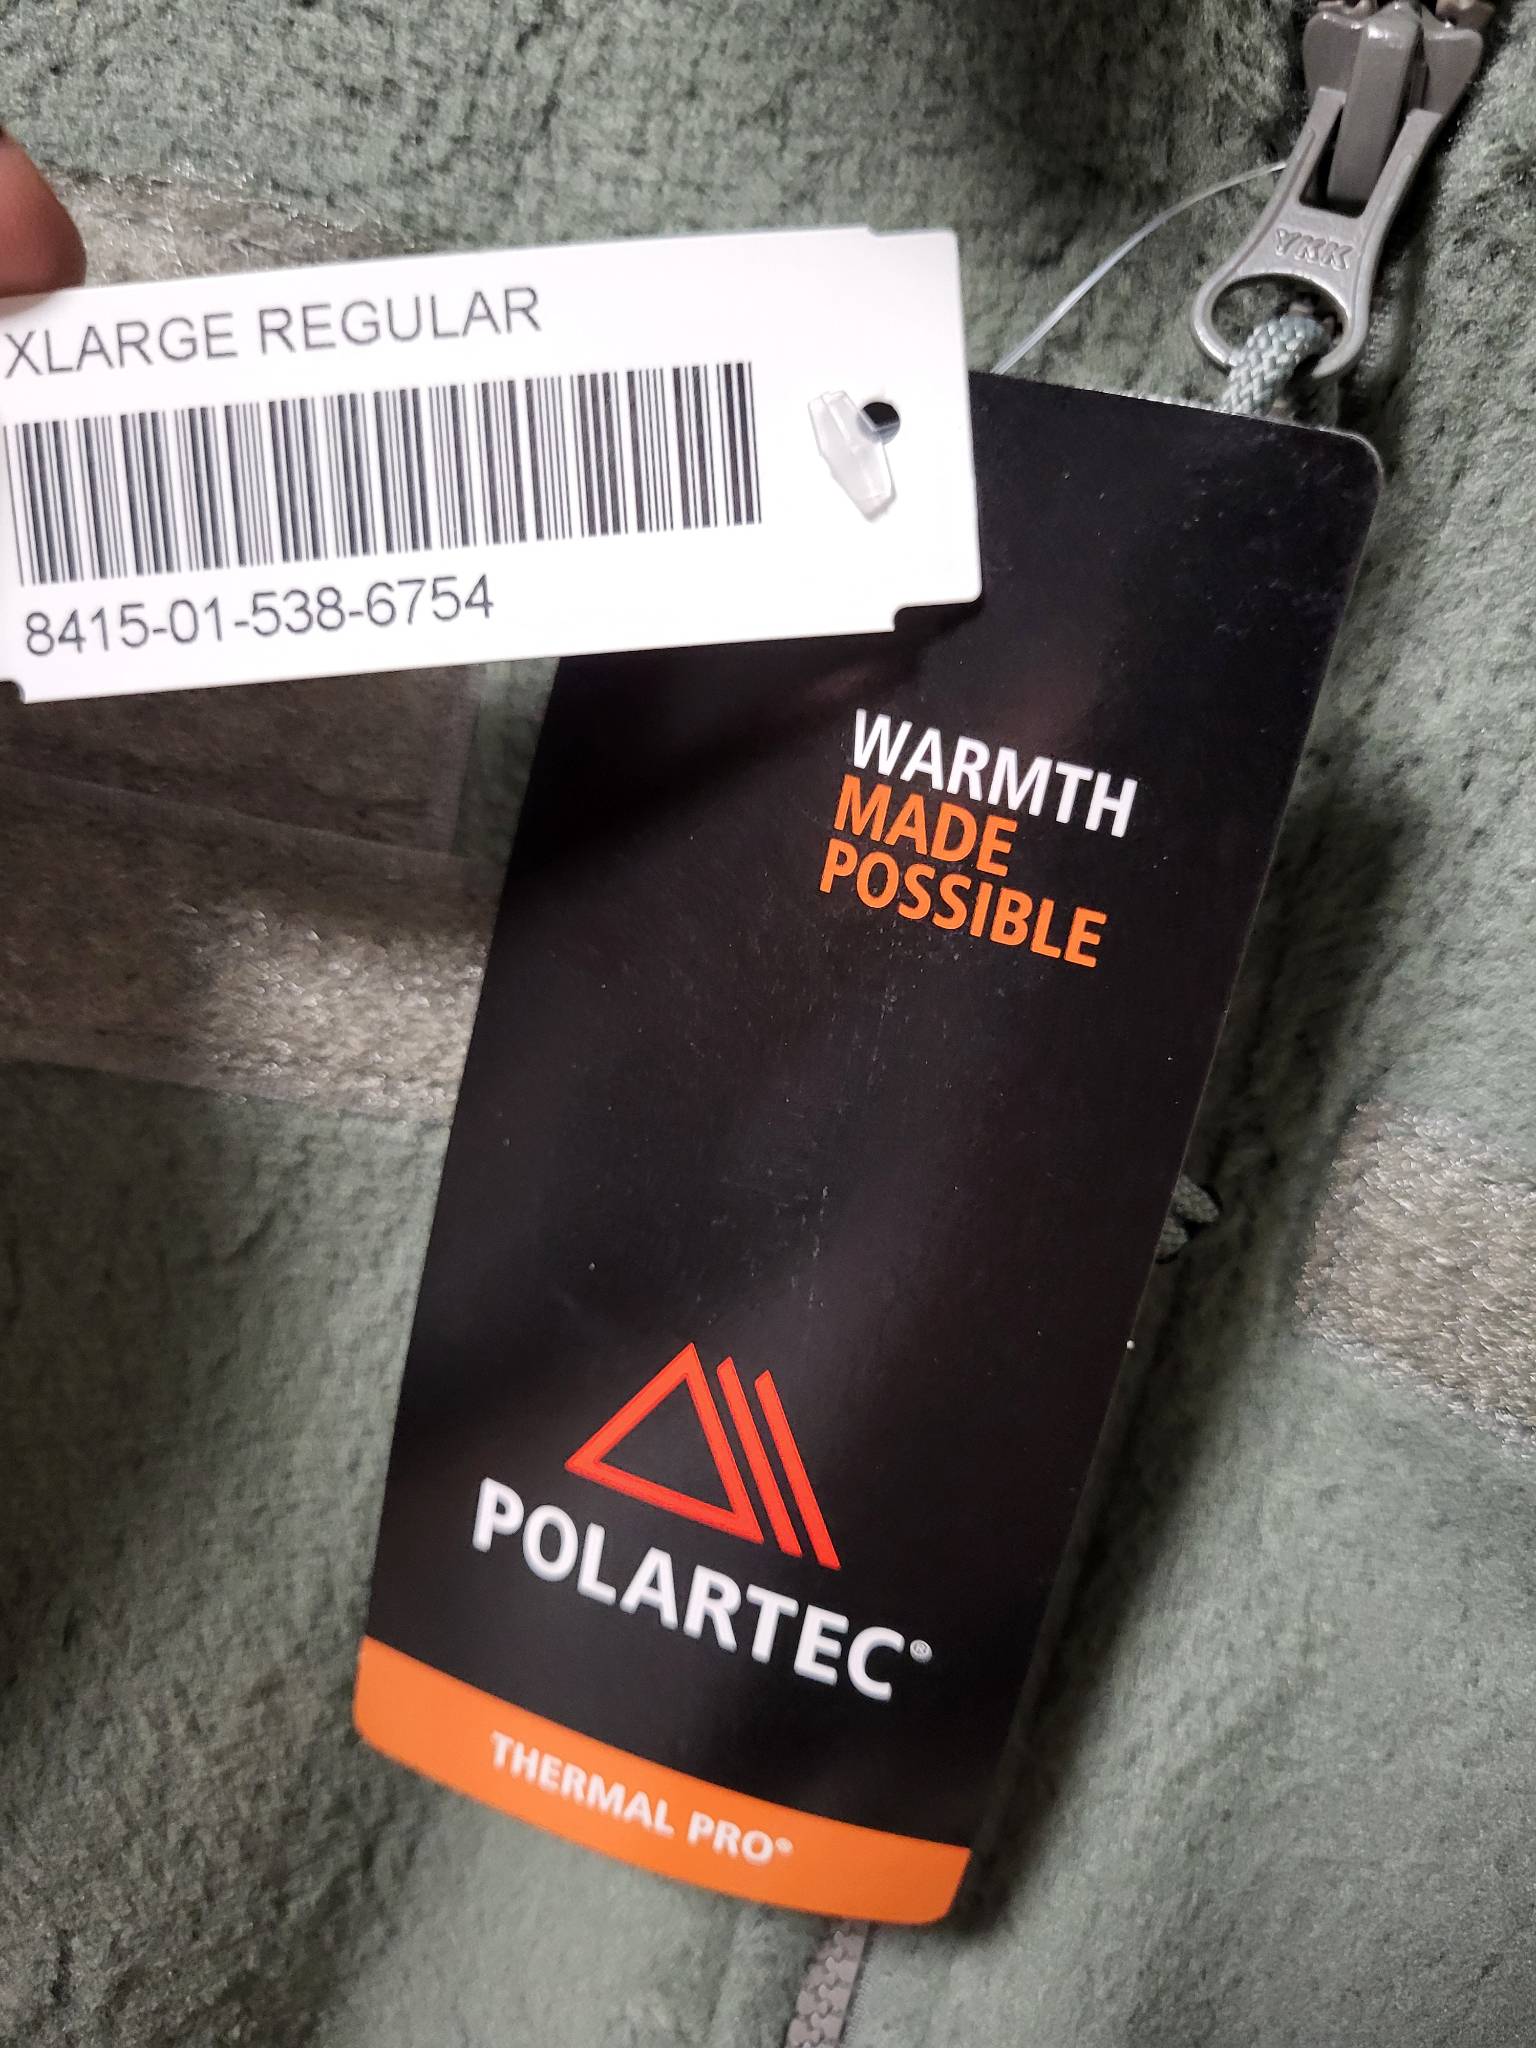 YKK
XLARGE REGULAR
8415-01-538-6754
WARMTH
MADE
POSSIBLE
POLARTEC®
THERMAL PRO®